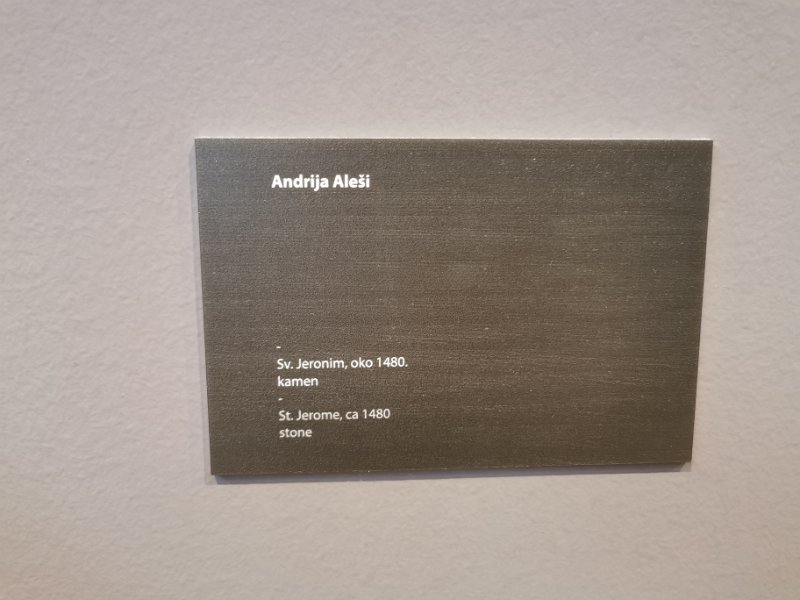 Andrija Aleši
-
Sv. Jeronim, oko 1480.
kamen
-
St. Jerome, ca 1480
stone